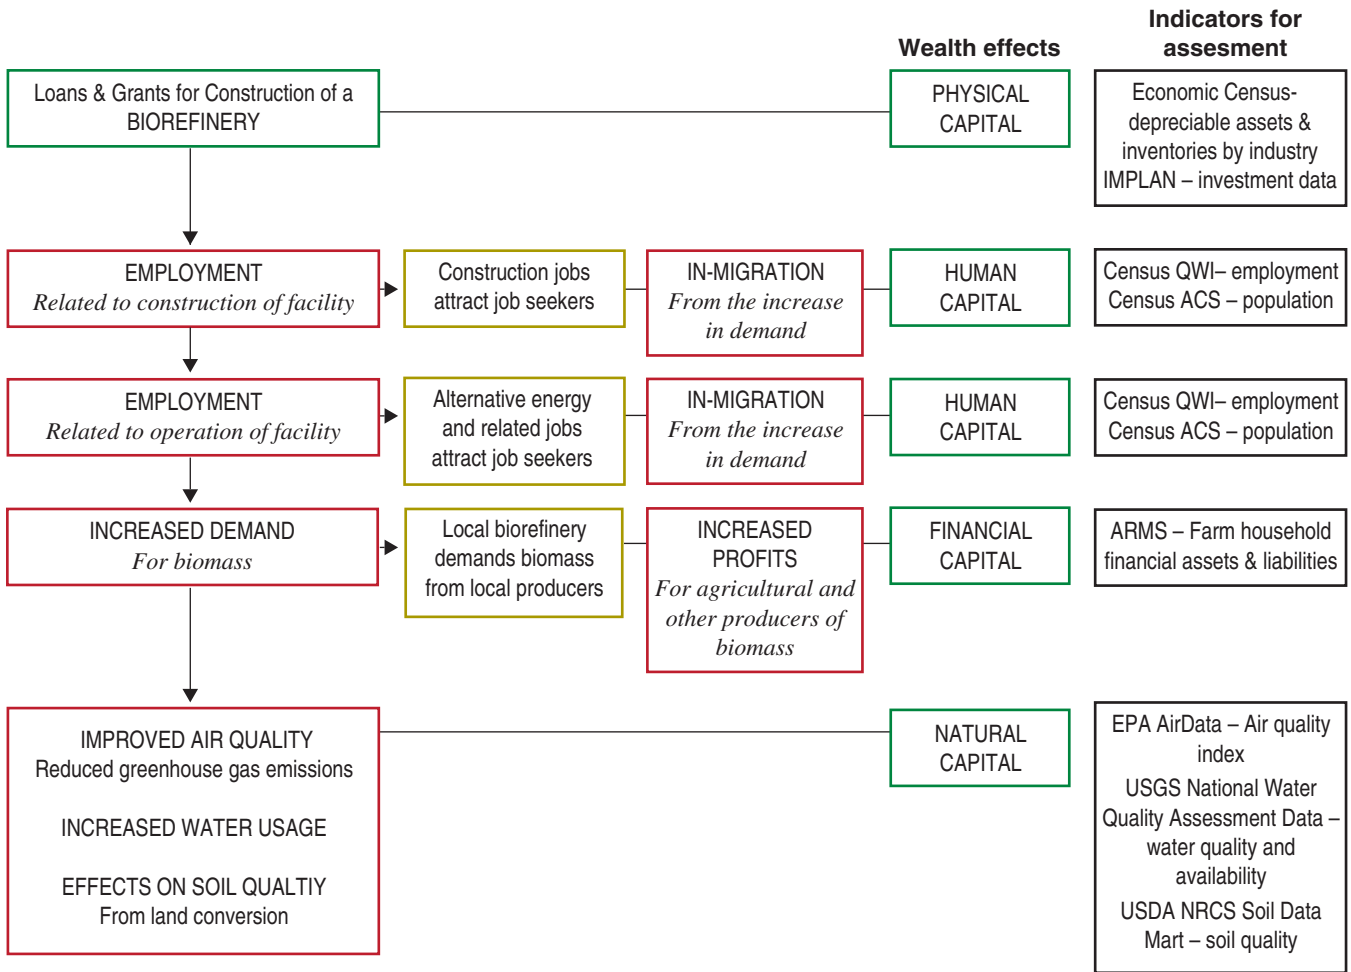 Wealth effects
Indicators for
assesment
Loans & Grants for Construction of a
BIOREFINERY
PHYSICAL
CAPITAL
Economic Census-
depreciable assets &
inventories by industry
IMPLAN – investment data
EMPLOYMENT
Related to construction of facility
Construction jobs
attract job seekers
IN-MIGRATION
From the increase
in demand
HUMAN
CAPITAL
Census QWI– employment
Census ACS – population
EMPLOYMENT
Related to operation of facility
Alternative energy
and related jobs
attract job seekers
IN-MIGRATION
From the increase
in demand
HUMAN
CAPITAL
Census QWI– employment
Census ACS – population
INCREASED DEMAND
For biomass
Local biorefinery
demands biomass
from local producers
INCREASED
PROFITS
For agricultural and
other producers of
biomass
FINANCIAL
CAPITAL
ARMS – Farm household
financial assets & liabilities
IMPROVED AIR QUALITY
Reduced greenhouse gas emissions
INCREASED WATER USAGE
EFFECTS ON SOIL QUALTIY
From land conversion
NATURAL
CAPITAL
EPA AirData – Air quality
index
USGS National Water
Quality Assessment Data –
water quality and
availability
USDA NRCS Soil Data
Mart – soil quality